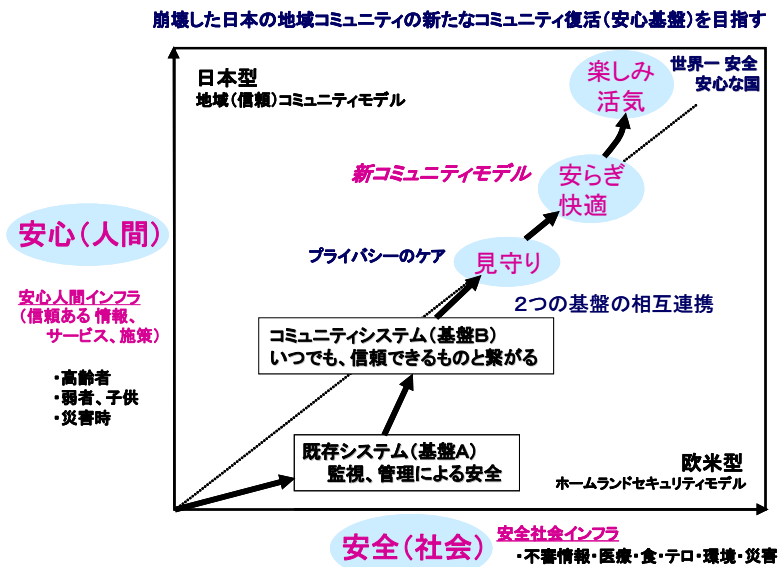 崩壊した日本の地域コミュニティの新たなコミュニティ復活(安心基盤)を目指す
日本型
地域(信頼)コミュニティモデル
楽しみ
活気
世界一 安全
安心な国
新コミュニティモデル
安らぎ
快適
安心(人間)
プライバシーのケア
見守り
安心人間インフラ
(信頼ある 情報、
サービス、施策)
2つの基盤の相互連携
コミュニティシステム(基盤B)
いつでも、信頼できるものと繋がる
・高齢者
・弱者、子供
・災害時
既存システム(基盤A)
監視、管理による安全
欧米型
ホームランドセキュリティモデル
安全(社会)
安全社会インフラ
・不審情報・医療・食・テロ・環境・災害